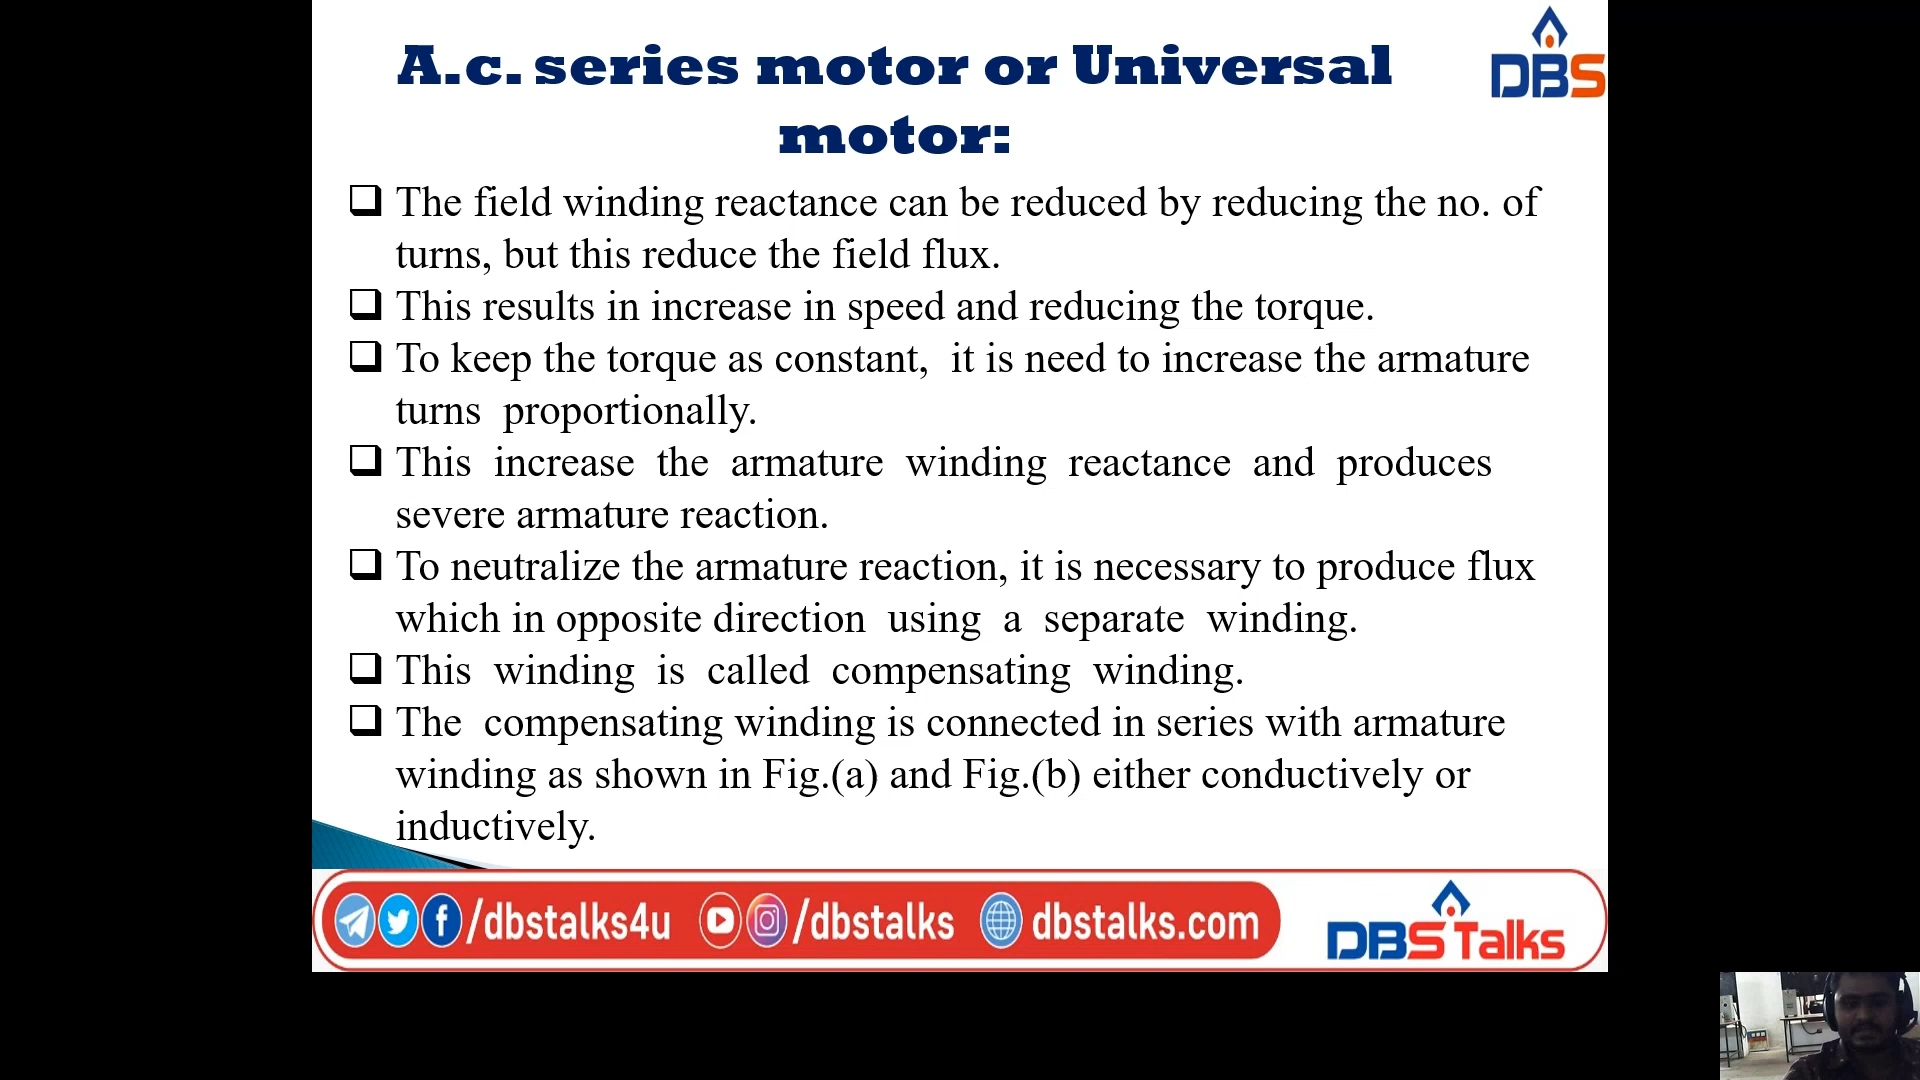 A.c. series motor or Universal
motor:
DBS
The field winding reactance can be reduced by reducing the no. of
turns, but this reduce the field flux.
This results in increase in speed and reducing the torque.
To keep the torque as constant, it is need to increase the armature
turns proportionally.
This increase the armature winding reactance and produces
severe armature reaction.
To neutralize the armature reaction, it is necessary to produce flux
which in opposite direction using a separate winding.
This winding is called compensating winding.
The compensating winding is connected in series with armature
winding as shown in Fig.(a) and Fig.(b) either conductively or
inductively.
/dbstalks4u /dbstalks dbstalks.com DBS Talks